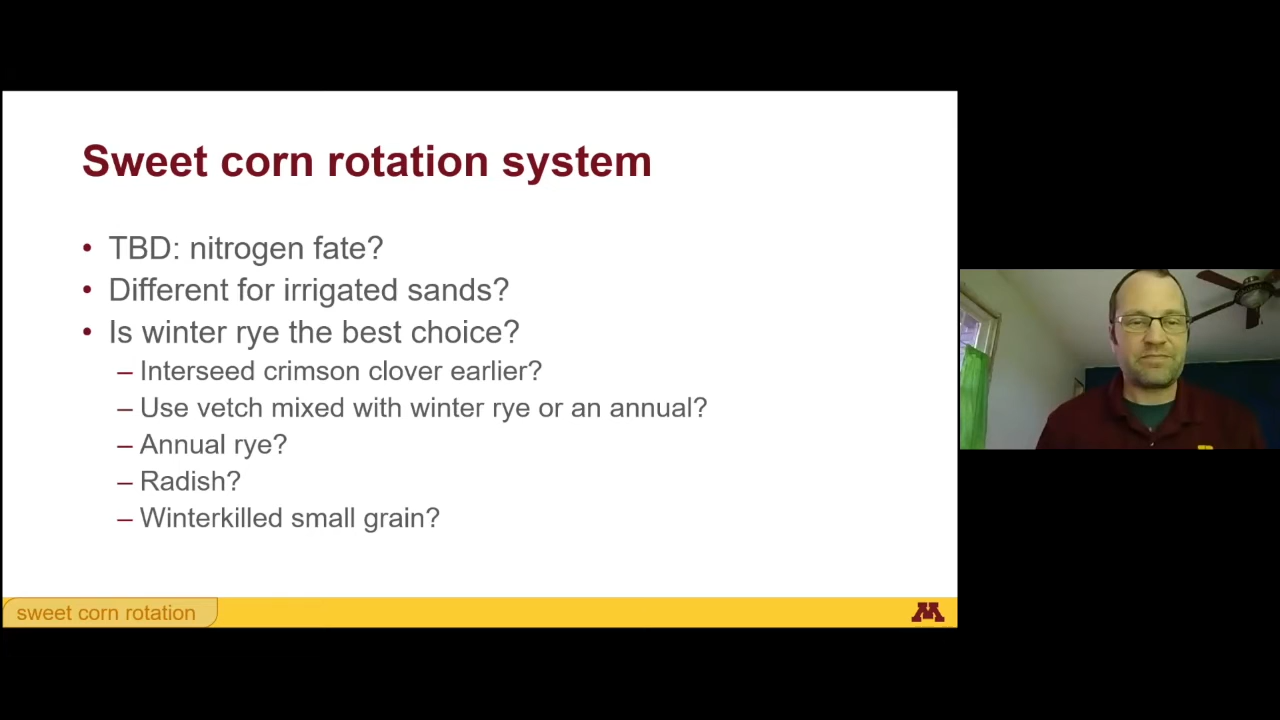 Sweet corn rotation system
• TBD: nitrogen fate?
• Different for irrigated sands?
• Is winter rye the best choice?
– Interseed crimson clover earlier?
– Use vetch mixed with winter rye or an annual?
– Annual rye?
– Radish?
– Winterkilled small grain?
sweet corn rotation
M